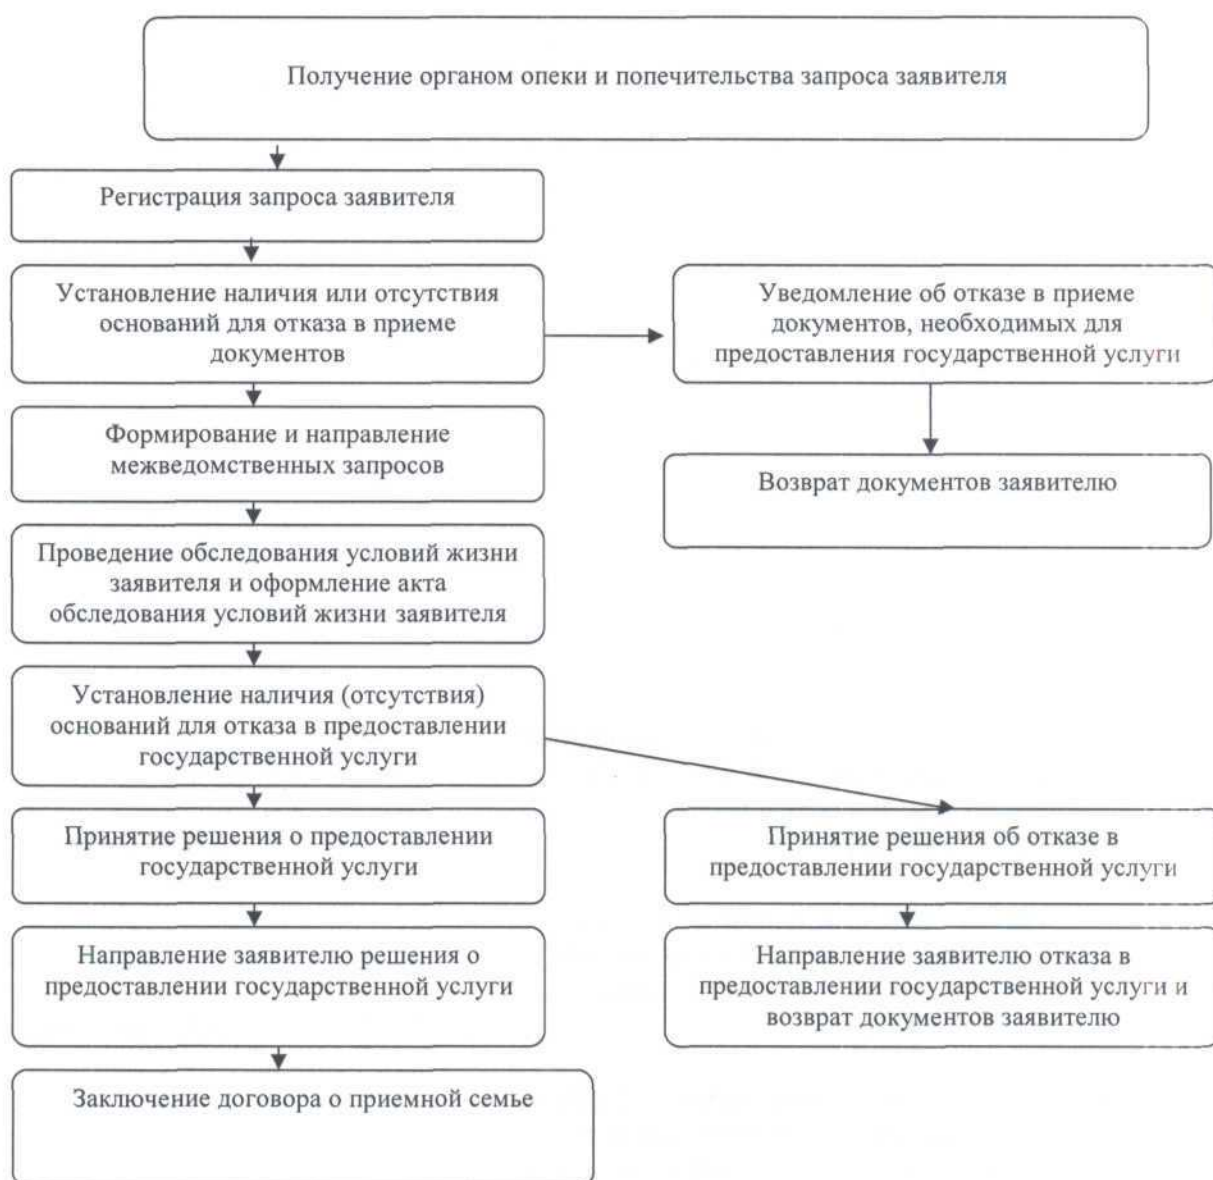 Получение органом опеки и попечительства запроса заявителя
Регистрация запроса заявителя
Установление наличия или отсутствия
оснований для отказа в приеме
документов
Уведомление об отказе в приеме
документов, необходимых для
предоставления государственной услуги
Формирование и направление
межведомственных запросов
Возврат документов заявителю
Проведение обследования условий жизни
заявителя и оформление акта
обследования условий жизни заявителя
Установление наличия (отсутствия)
оснований для отказа в предоставлении
государственной услуги
Принятие решения о предоставлении
государственной услуги
Принятие решения об отказе в
предоставлении государственной услуги
Направление заявителю решения о
предоставлении государственной услуги
Направление заявителю отказа в
предоставлении государственной услуги и
возврат документов заявителю
Заключение договора о приемной семье